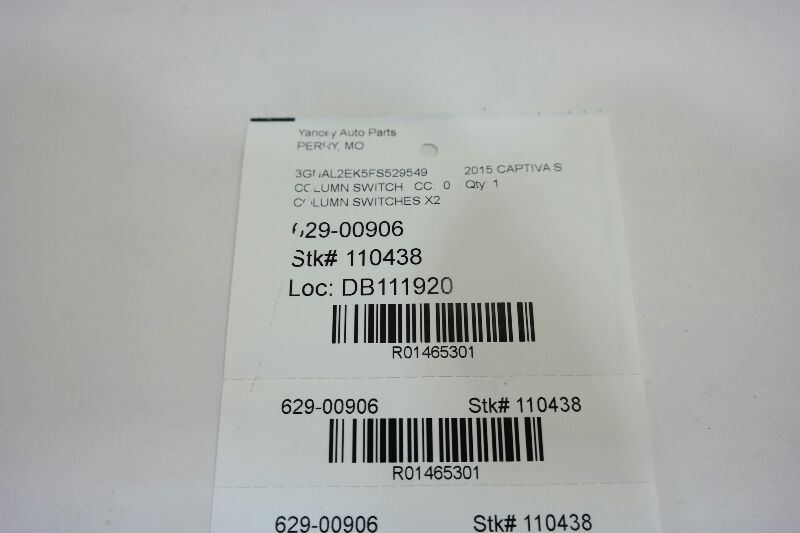 Yancey Auto Parts
PERRY, MO
3GNAL2EK5FS529549 2015 CAPTIVA S
COLUMN SWITCH CC: 0 Qty: 1
COLUMN SWITCHES X2
629-00906
Stk# 110438
Loc: DB111920
R01465301
629-00906 Stk# 110438
R01465301
629-00906 Stk# 110438